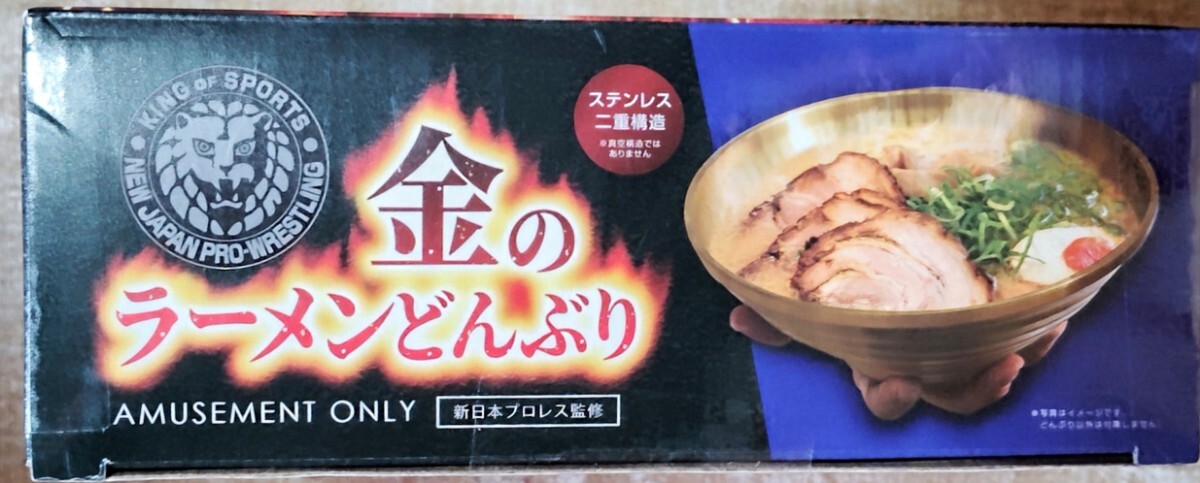 KING OF SPORTS
NEW JAPAN PRO-WRESTLING
金の
ラーメンどんぶり
ステンレス
二重構造
※真空構造では
ありません
AMUSEMENT ONLY
新日本プロレス監修
●写真はイメージです。
どんぶり以外は付属しません。